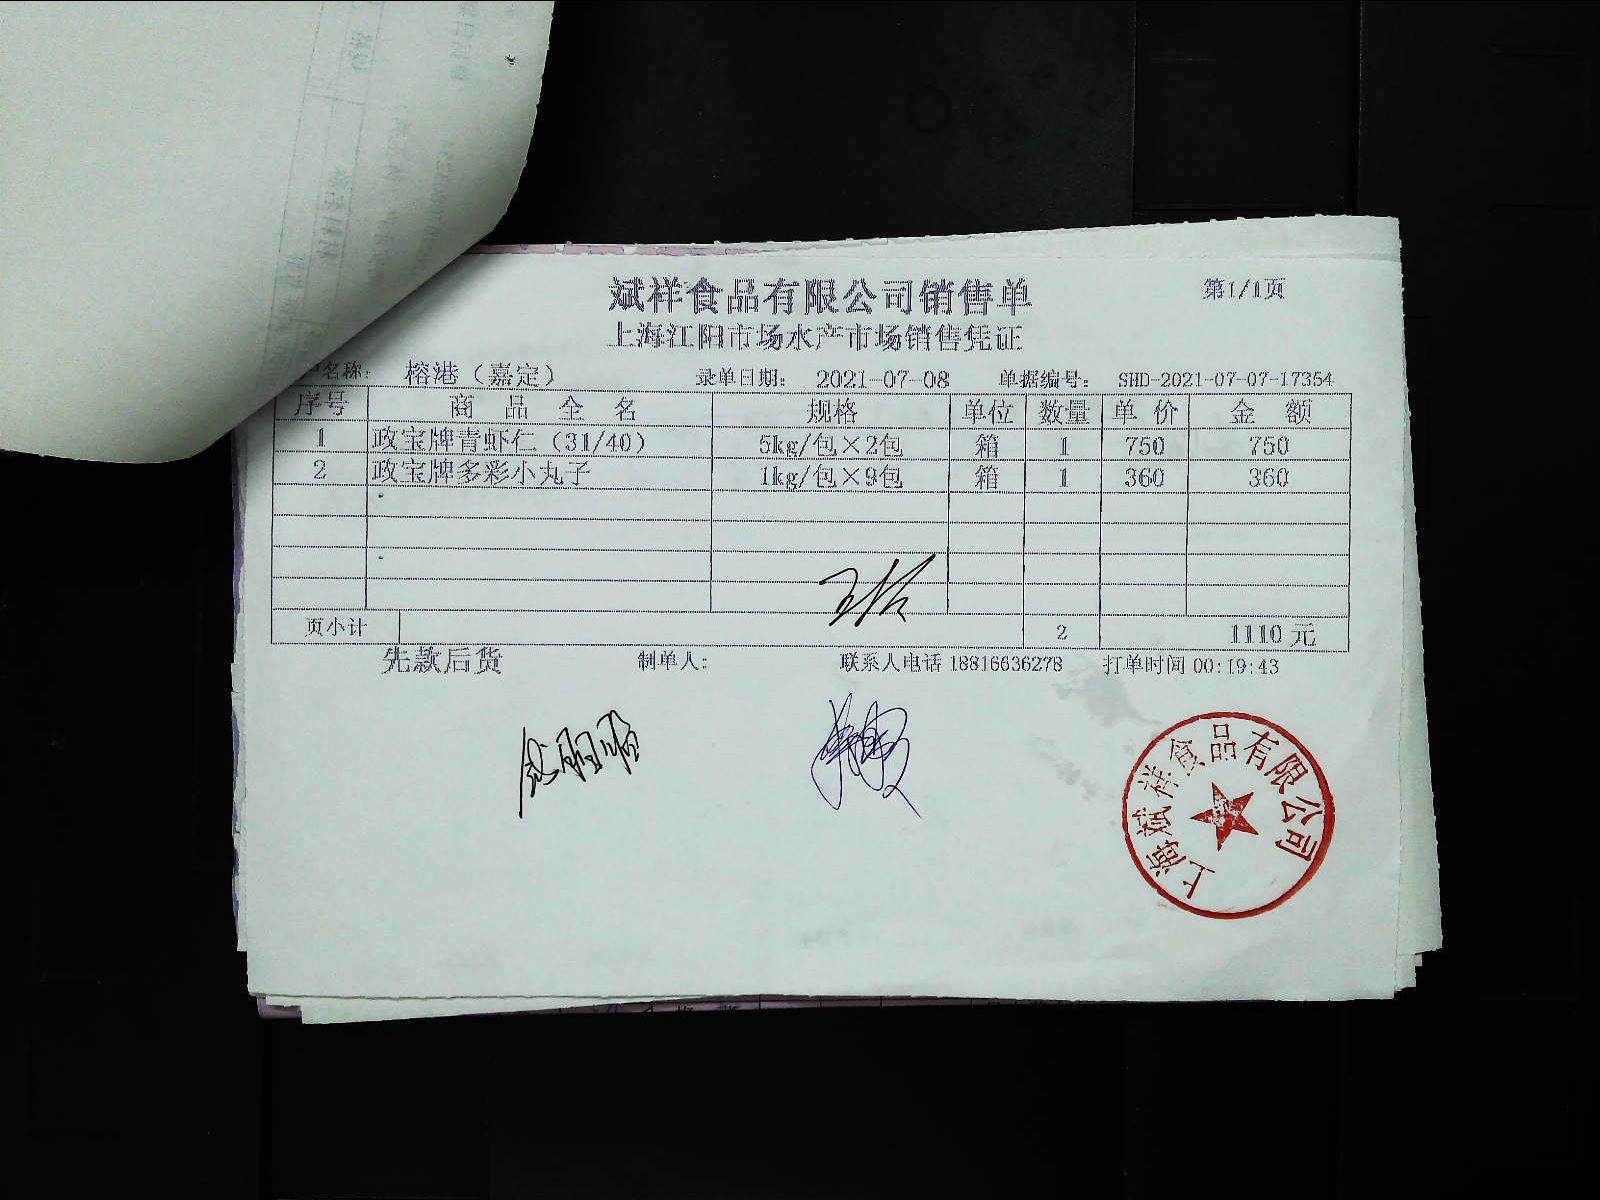 斌祥食品有限公司销售单
第1/1页
上海江阳市场水产市场销售凭证
名称: 榕港（嘉定） 录单日期: 2021-07-08 单据编号: SHD-2021-07-07-17354
序号 商品全名 规格 单位 数量 单价 金额
1 政宝牌青虾仁（31/40） 5kg/包×2包 箱 1 750 750
2 政宝牌多彩小丸子 1kg/包×9包 箱 1 360 360
页小计 2 1110 元
先款后货 制单人: 联系人电话 18816636278 打单时间 00:19:43
上海斌祥食品有限公司